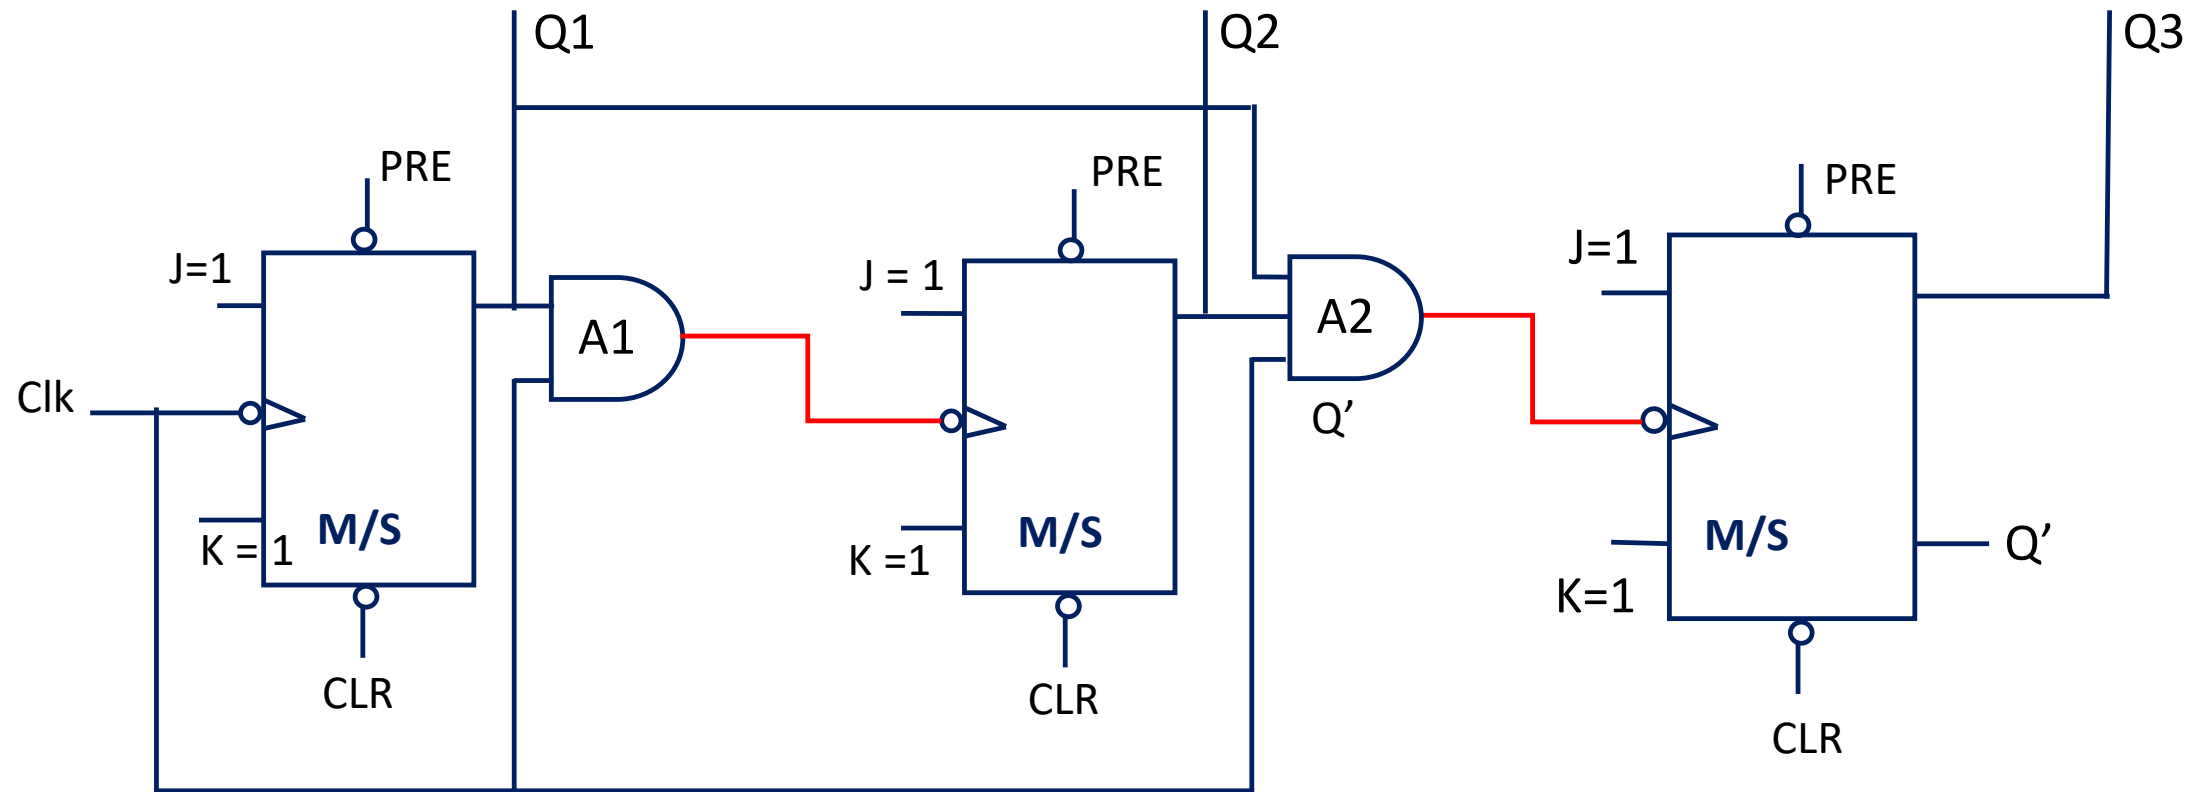 Q1
Q2
Q3
PRE
PRE
PRE
J=1
J = 1
J=1
A1
A2
Clk
Q’
K = 1
M/S
K =1
M/S
K=1
M/S
Q’
CLR
CLR
CLR